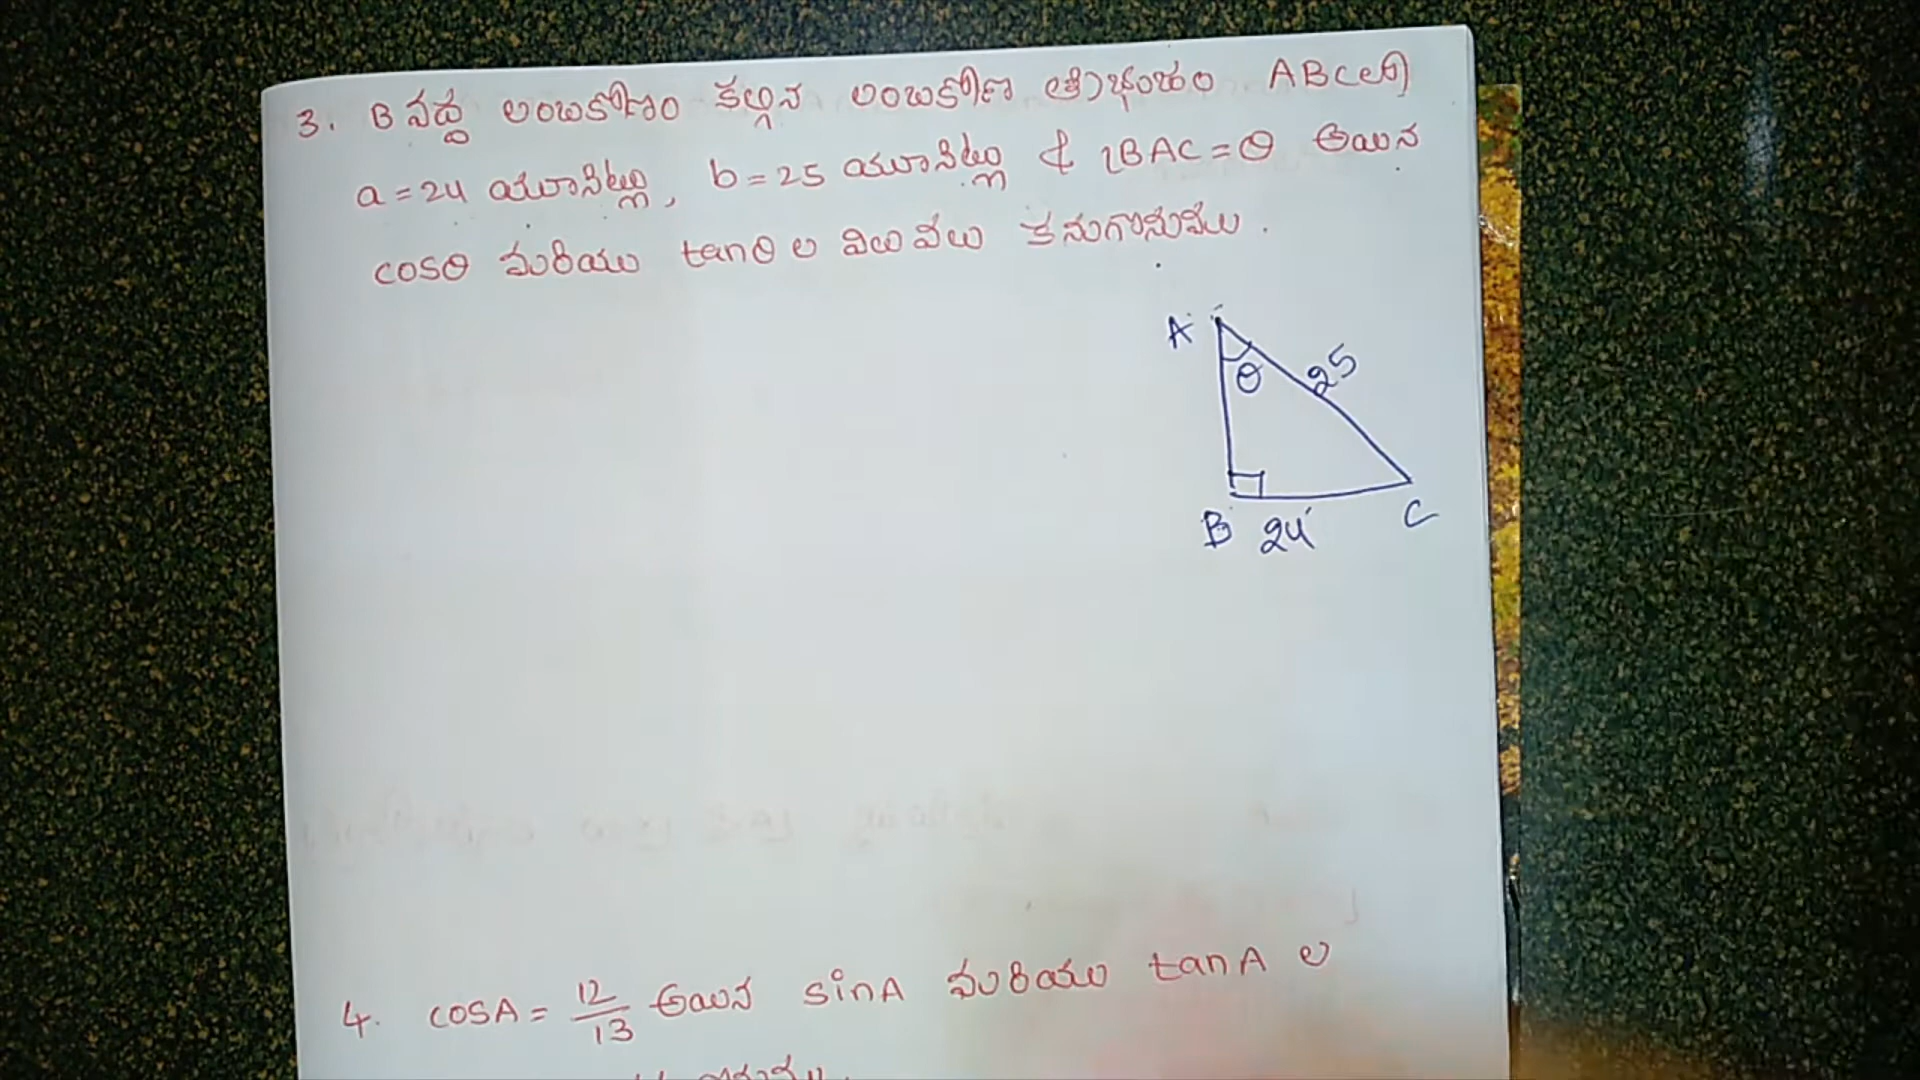 3. B వద్ద లంబకోణం కల్గిన లంబకోణ త్రిభుజం ABCలో
a = 24 యూనిట్లు, b = 25 యూనిట్లు & ∠BAC = θ అయిన
cosθ మరియు tanθ ల విలువలు కనుగొనుము.
A
θ
25
B 24 C
4. cosA = 12/13 అయిన sinA మరియు tanA ల